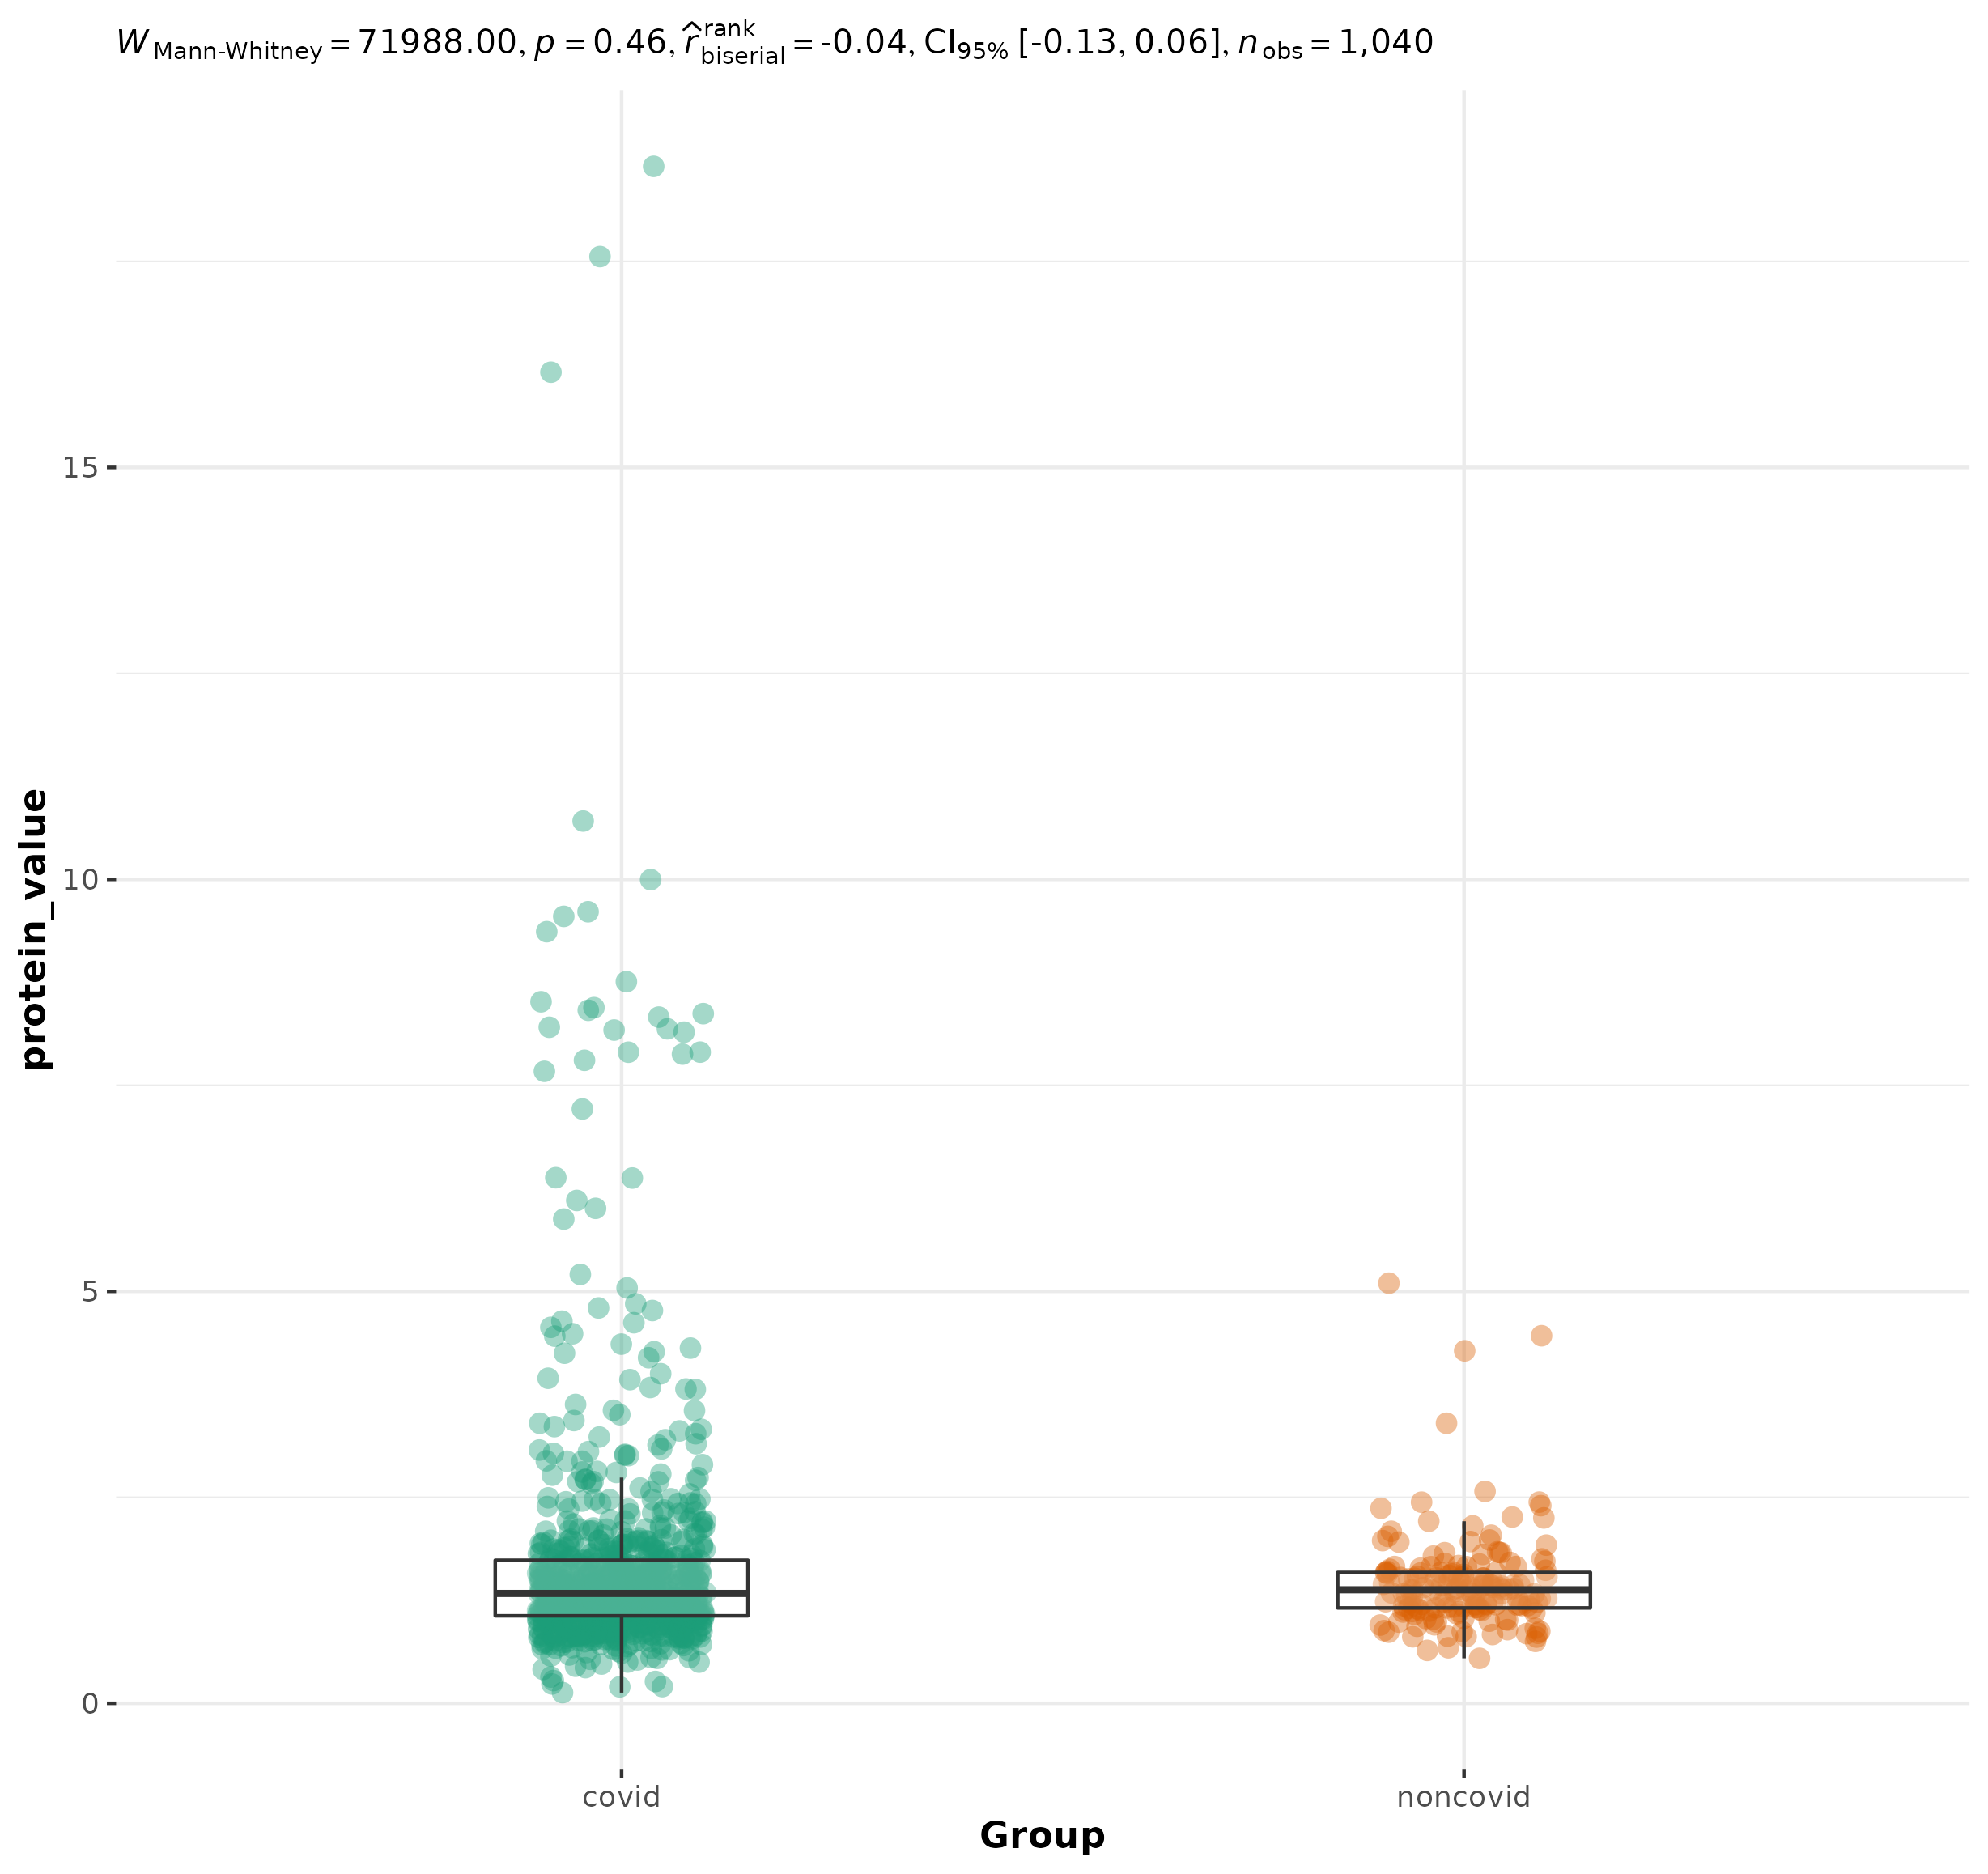 W Mann-Whitney = 71988.00, p = 0.46, r̂ rank biserial = -0.04, CI95% [-0.13, 0.06], n obs = 1,040
15
10
5
0
protein_value
covid noncovid
Group